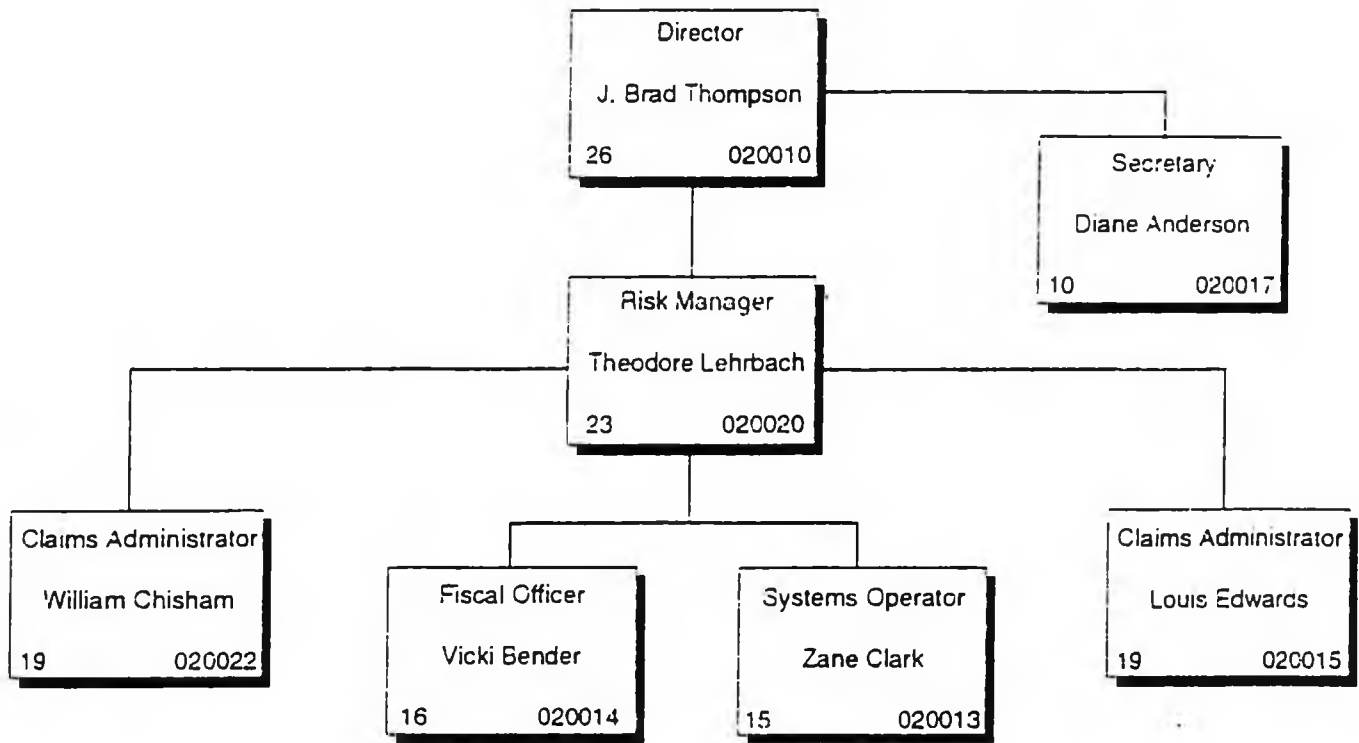 Director
J. Brad Thompson
26 020010
Secretary
Diane Anderson
10 020017
Risk Manager
Theodore Lehrbach
23 020020
Claims Administrator
William Chisham
19 020022
Fiscal Officer
Vicki Bender
16 020014
Systems Operator
Zane Clark
15 020013
Claims Administrator
Louis Edwards
19 020015